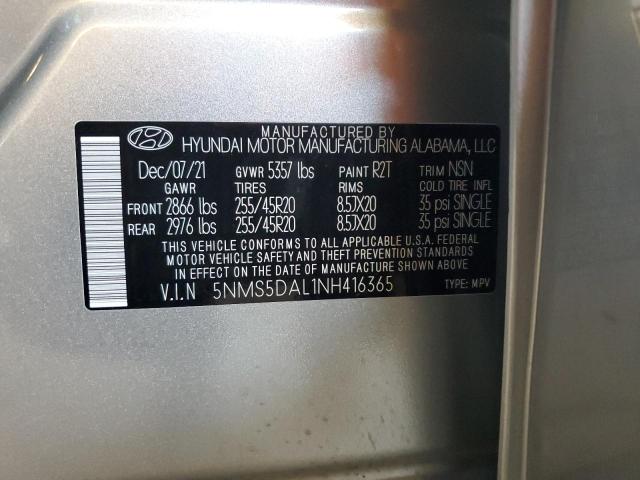 MANUFACTURED BY
HYUNDAI MOTOR MANUFACTURING ALABAMA, LLC
Dec/07/21 GVWR 5357 lbs PAINT R2T TRIM NSN
GAWR TIRES RIMS COLD TIRE INFL
FRONT 2866 lbs 255/45R20 8.5JX20 35 psi SINGLE
REAR 2976 lbs 255/45R20 8.5JX20 35 psi SINGLE
THIS VEHICLE CONFORMS TO ALL APPLICABLE U.S.A. FEDERAL
MOTOR VEHICLE SAFETY AND THEFT PREVENTION STANDARDS
IN EFFECT ON THE DATE OF MANUFACTURE SHOWN ABOVE.
V.I.N 5NMS5DAL1NH416365 TYPE: MPV